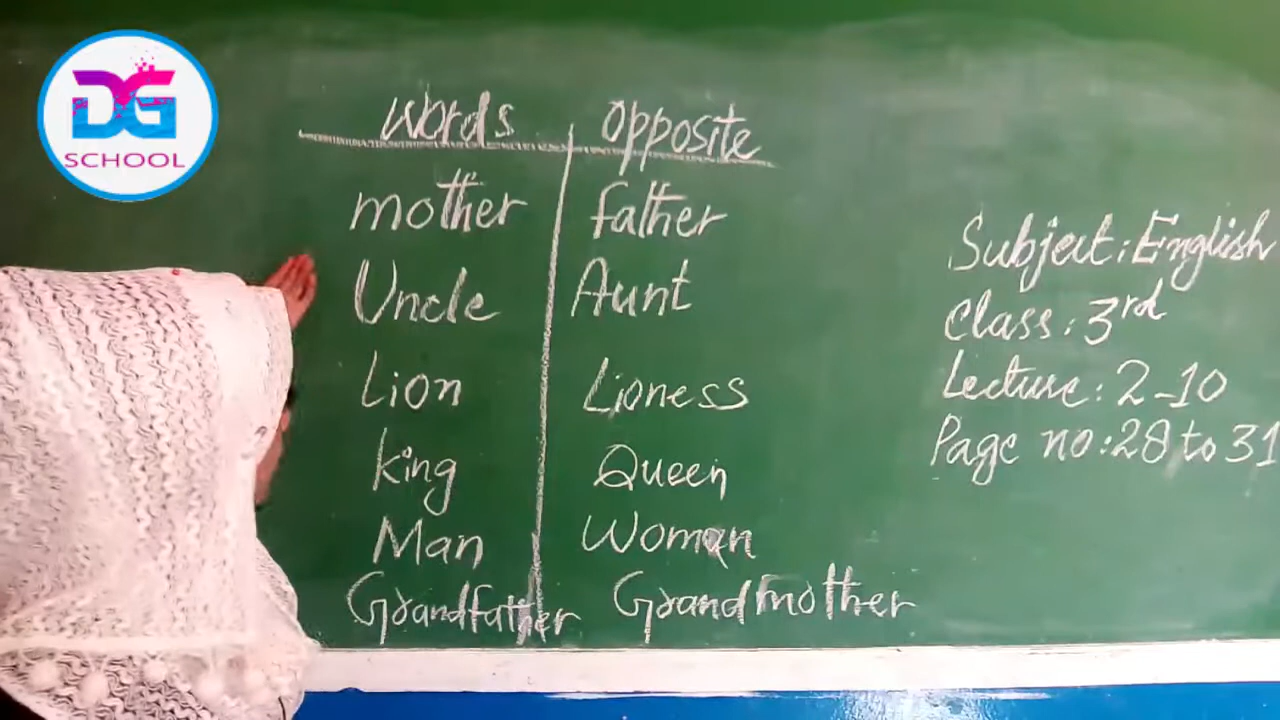 DG
SCHOOL
Words opposite
mother father
Uncle Aunt
Lion Lioness
king Queen
Man Woman
Grandfather Grandmother
Subject: English
Class: 3rd
Lecture: 2-10
Page no: 28 to 31